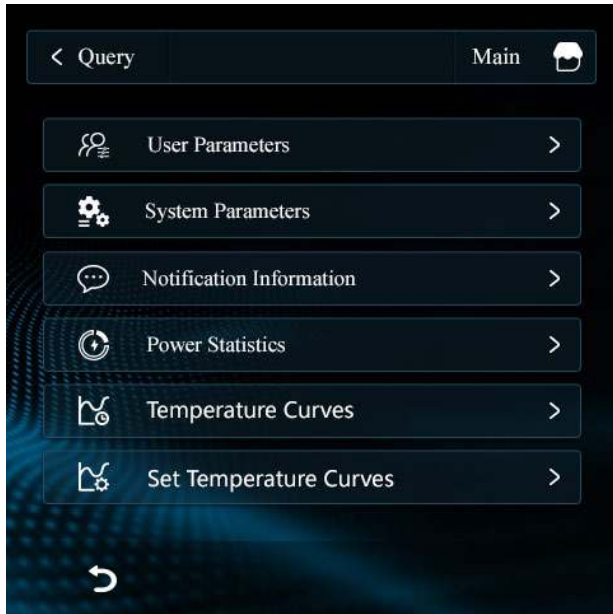 Query
Main
User Parameters
System Parameters
Notification Information
Power Statistics
Temperature Curves
Set Temperature Curves